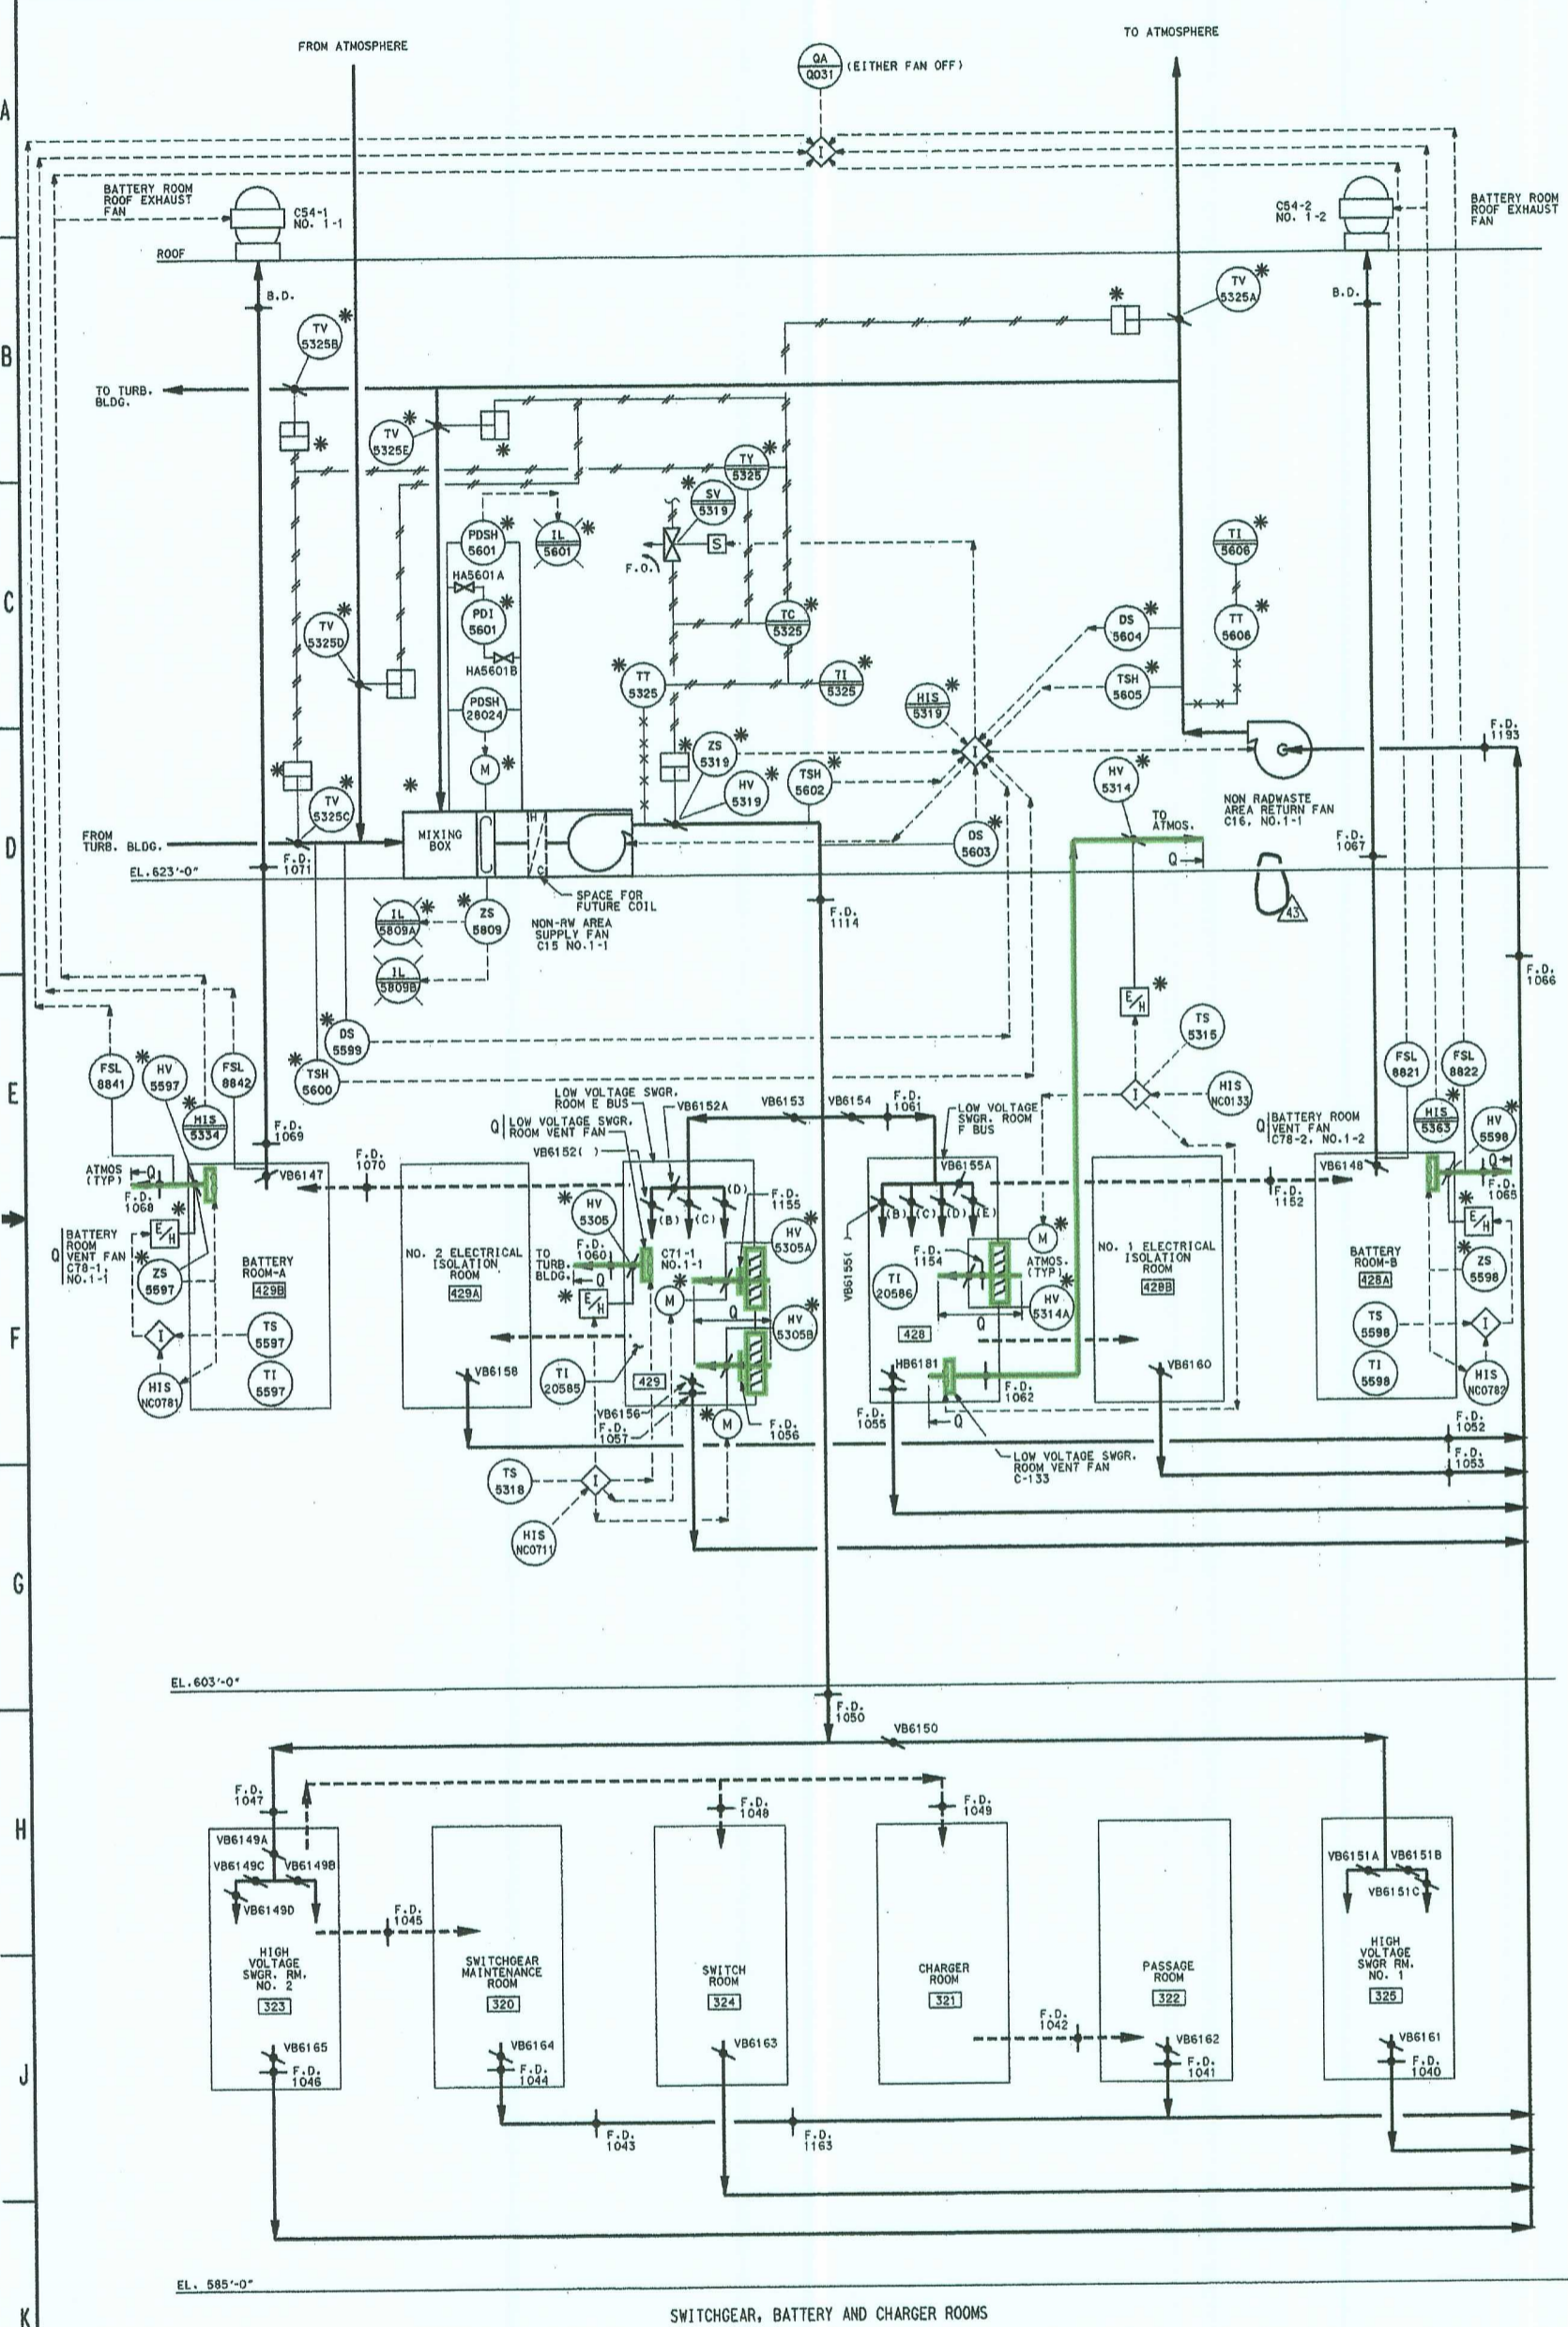 FROM ATMOSPHERE
TO ATMOSPHERE
QA
Q031
(EITHER FAN OFF)
A
I
BATTERY ROOM
ROOF EXHAUST
FAN
C54-1
NO. 1-1
C54-2
NO. 1-2
BATTERY ROOM
ROOF EXHAUST
FAN
ROOF
B.D.
B.D.
TV
5325A
TV
5325B
B
TO TURB.
BLDG.
TV
5325E
TY
5325
SV
5319
PDSH
5601
IL
5601
S
F.O.
TI
5606
HA5601A
C
PDI
5601
TC
5325
DS
5604
TT
5606
TV
5325D
HA5601B
TT
5325
TI
5325
TSH
5605
HIS
5319
PDSH
28024
ZS
5319
I
F.D.
1193
M
HV
5319
TSH
5602
HV
5314
NON RADWASTE
AREA RETURN FAN
C16, NO.1-1
TV
5325C
D
FROM
TURB. BLDG.
MIXING
BOX
H
C
DS
5603
TO
ATMOS.
Q
F.D.
1067
EL.623'-0"
F.D.
1071
SPACE FOR
FUTURE COIL
IL
5809A
ZS
5809
NON-RW AREA
SUPPLY FAN
C15 NO.1-1
F.D.
1114
43
IL
5809B
F.D.
1066
E/H
DS
5599
TS
5315
E
FSL
8841
HV
5597
FSL
8842
TSH
5600
FSL
8821
FSL
8822
I
HIS
NC0133
HIS
5334
LOW VOLTAGE SWGR.
ROOM E BUS
VB6152A
VB6153
VB6154
F.D.
1061
LOW VOLTAGE
SWGR. ROOM
F BUS
HIS
5363
HV
5598
F.D.
1069
Q
LOW VOLTAGE SWGR.
ROOM VENT FAN
VB6152( )
Q
BATTERY ROOM
VENT FAN
C78-2, NO.1-2
ATMOS
(TYP)
Q
F.D.
1068
VB6147
F.D.
1070
VB6155A
VB6148
F.D.
1152
Q
F.D.
1065
(B)
(C)
(D)
F.D.
1155
(B)
(C)
(D)
(E)
HV
5305
HV
5305A
M
E/H
E/H
Q
BATTERY
ROOM
VENT FAN
C78-1,
NO.1-1
ZS
5597
BATTERY
ROOM-A
429B
NO. 2 ELECTRICAL
ISOLATION
ROOM
429A
TO
TURB.
BLDG.
F.D.
1060
Q
C71-1
NO.1-1
E/H
M
VB6155( )
TI
20586
F.D.
1154
ATMOS.
(TYP)
HV
5314A
Q
NO. 1 ELECTRICAL
ISOLATION
ROOM
428B
BATTERY
ROOM-B
428A
ZS
5598
Q
HV
5305B
F
I
TS
5597
428
TS
5598
I
TI
5597
HIS
NC0781
VB6158
TI
20585
429
HB6181
VB6160
TI
5598
HIS
NC0782
VB6156
F.D.
1057
M
F.D.
1056
F.D.
1055
Q
F.D.
1062
F.D.
1052
LOW VOLTAGE SWGR.
ROOM VENT FAN
C-133
F.D.
1053
TS
5318
I
HIS
NC0711
G
EL.603'-0"
F.D.
1050
VB6150
F.D.
1047
F.D.
1048
F.D.
1049
H
VB6149A
VB6149C
VB6149B
VB6149D
F.D.
1045
VB6151A
VB6151B
VB6151C
HIGH
VOLTAGE
SWGR. RM.
NO. 2
323
SWITCHGEAR
MAINTENANCE
ROOM
320
SWITCH
ROOM
324
CHARGER
ROOM
321
PASSAGE
ROOM
322
HIGH
VOLTAGE
SWGR RM.
NO. 1
325
F.D.
1042
J
VB6165
F.D.
1046
VB6164
F.D.
1044
VB6163
VB6162
F.D.
1041
VB6161
F.D.
1040
F.D.
1043
F.D.
1163
EL. 585'-0"
K
SWITCHGEAR, BATTERY AND CHARGER ROOMS